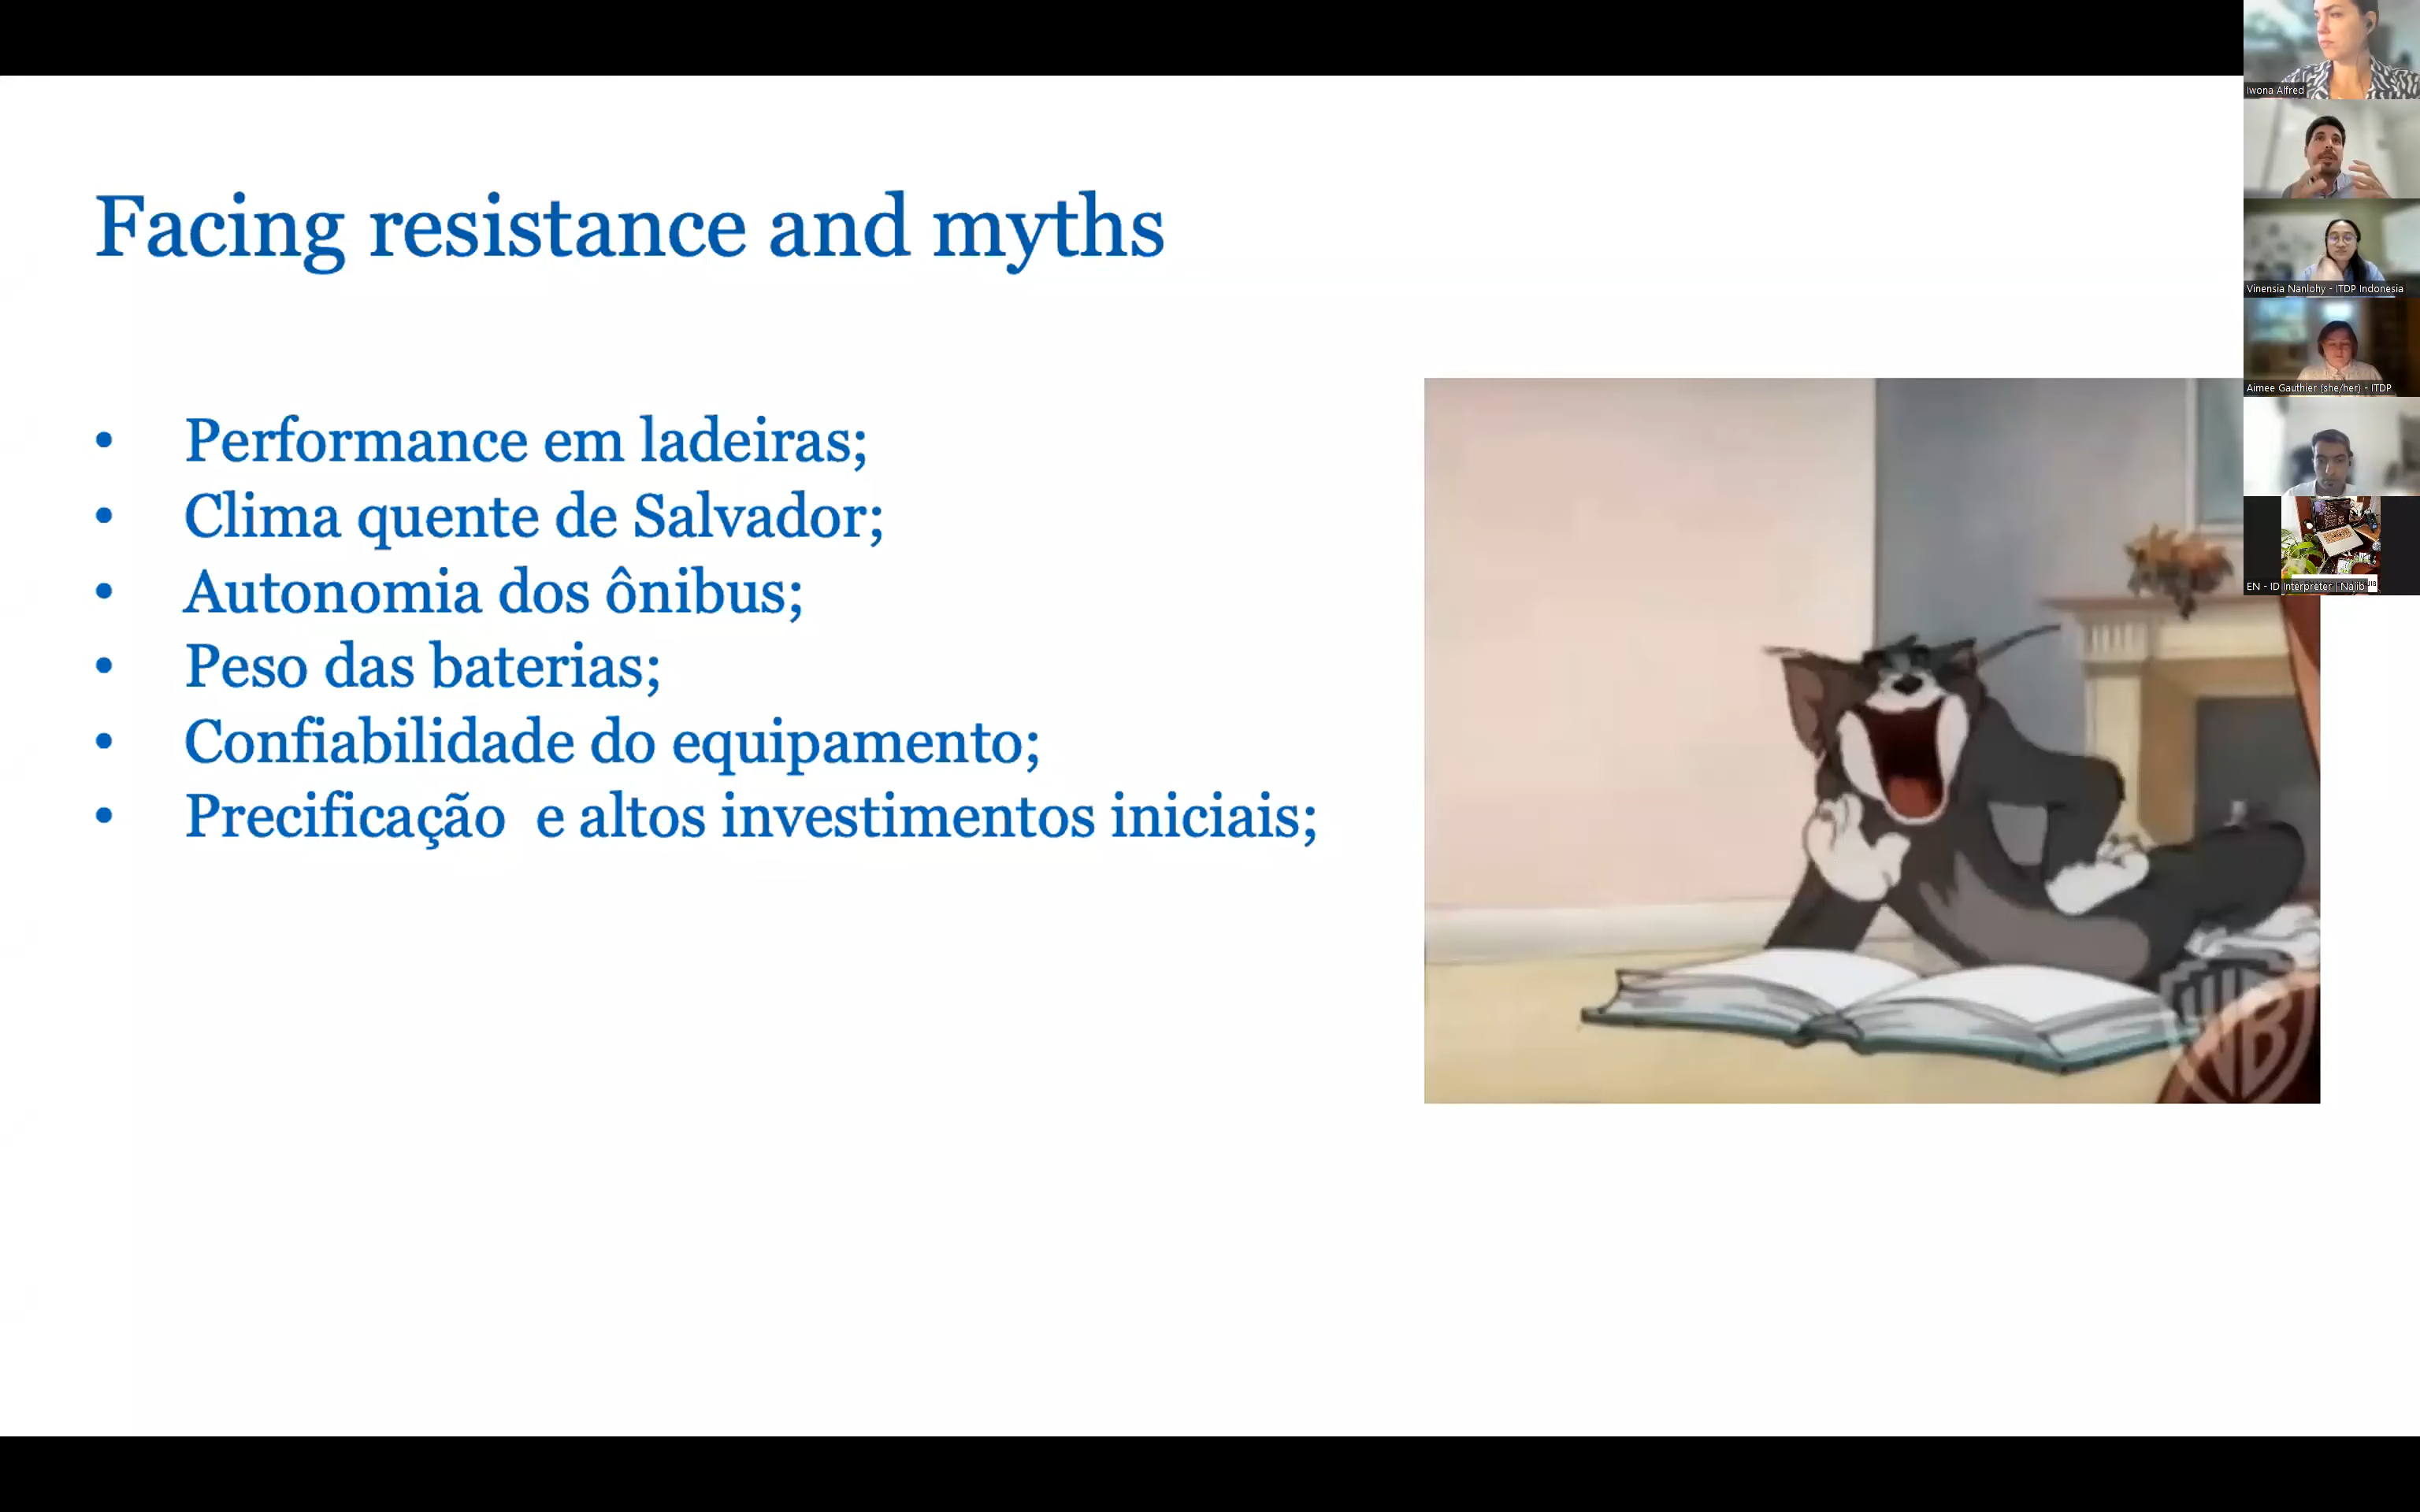 Facing resistance and myths
• Performance em ladeiras;
• Clima quente de Salvador;
• Autonomia dos ônibus;
• Peso das baterias;
• Confiabilidade do equipamento;
• Precificação  e altos investimentos iniciais;
WB
Iwona Alfred
Vinensia Nanlohy - ITDP Indonesia
Aimee Gauthier (she/her) - ITDP
EN - ID Interpreter | Najib